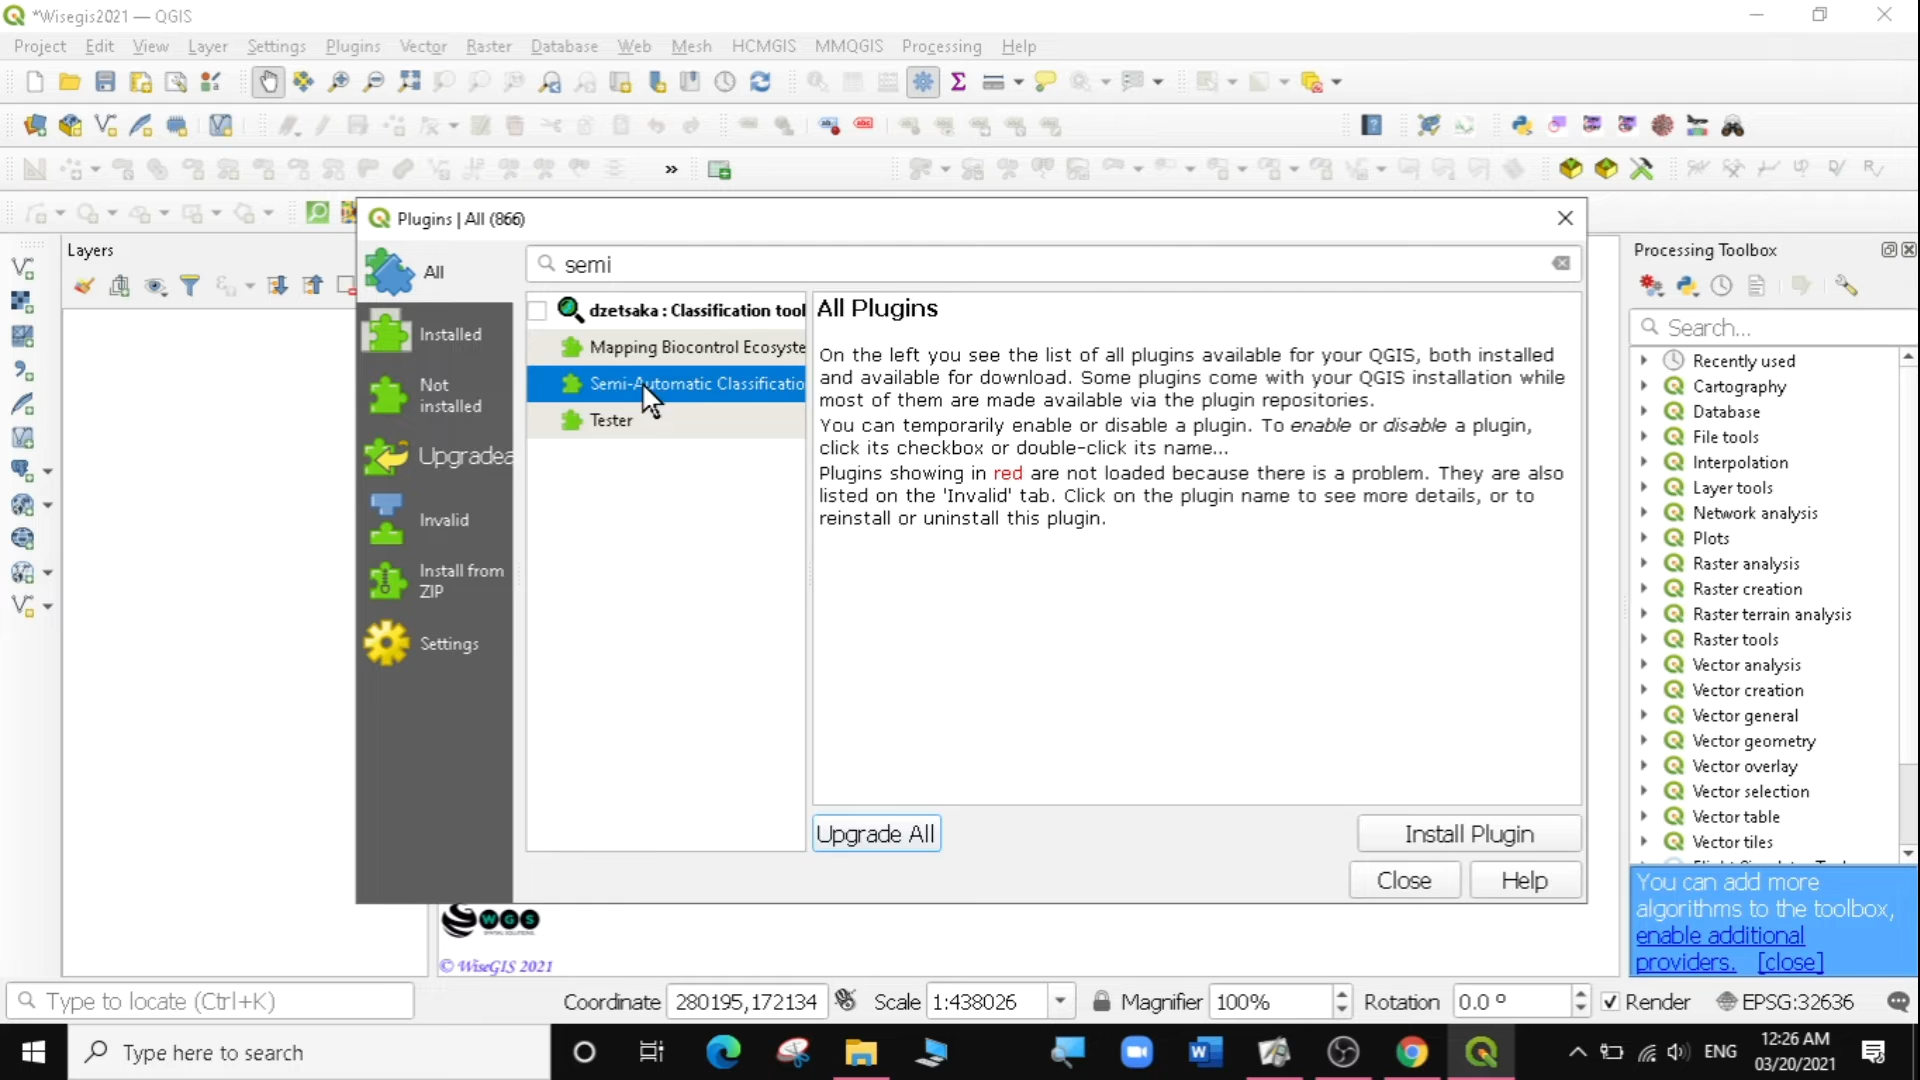 *Wisegis2021 — QGIS
Project Edit View Layer Settings Plugins Vector Raster Database Web Mesh HCMGIS MMQGIS Processing Help
Layers
Plugins | All (866)
All
Installed
Not
installed
Upgradea
Invalid
Install from
ZIP
Settings
semi
dzetsaka : Classification tool
Mapping Biocontrol Ecosyste
Semi-Automatic Classificatio
Tester
All Plugins
On the left you see the list of all plugins available for your QGIS, both installed
and available for download. Some plugins come with your QGIS installation while
most of them are made available via the plugin repositories.
You can temporarily enable or disable a plugin. To enable or disable a plugin,
click its checkbox or double-click its name...
Plugins showing in red are not loaded because there is a problem. They are also
listed on the 'Invalid' tab. Click on the plugin name to see more details, or to
reinstall or uninstall this plugin.
Upgrade All
Install Plugin
Close
Help
Processing Toolbox
Search...
Recently used
Cartography
Database
File tools
Interpolation
Layer tools
Network analysis
Plots
Raster analysis
Raster creation
Raster terrain analysis
Raster tools
Vector analysis
Vector creation
Vector general
Vector geometry
Vector overlay
Vector selection
Vector table
Vector tiles
You can add more
algorithms to the toolbox,
enable additional
providers. [close]
WGS
© WiseGIS 2021
Type to locate (Ctrl+K)
Coordinate 280195,172134 Scale 1:438026 Magnifier 100% Rotation 0.0 ° Render EPSG:32636
Type here to search
ENG
12:26 AM
03/20/2021